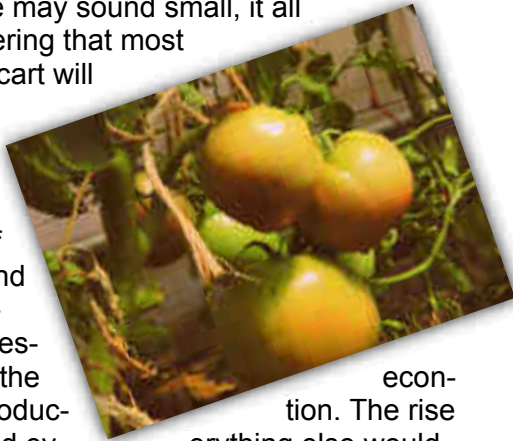 e may sound small, it all
ering that most
cart will
nd
es-
the econ-
oduc- tion. The rise
d ev- erything else would